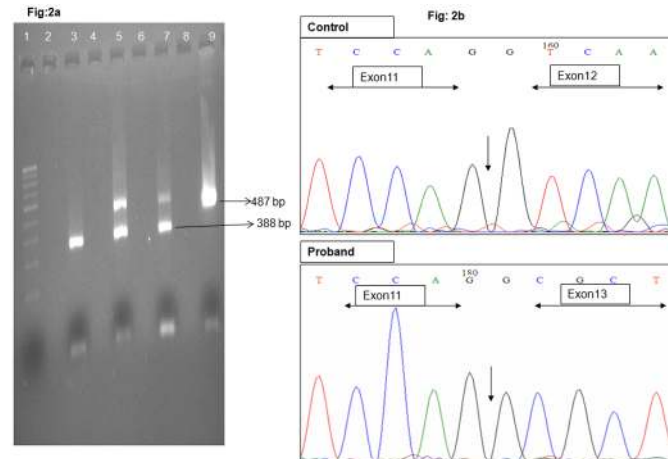 Fig:2a
1 2 3 4 5 6 7 8 9
487 bp
388 bp
Fig: 2b
Control
T C C A G G T C A A
160
Exon11 Exon12
Proband
T C C A G G C G C T
180
Exon11 Exon13